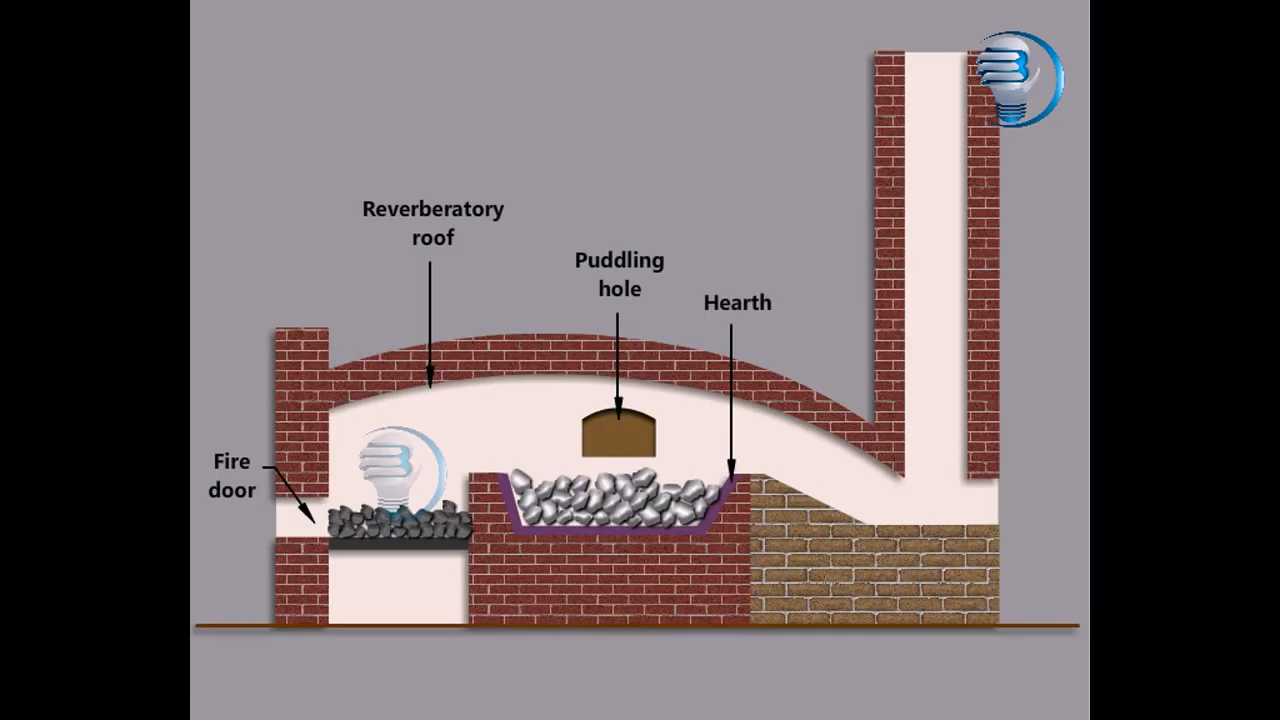 Reverberatory
roof
Puddling
hole
Hearth
Fire
door